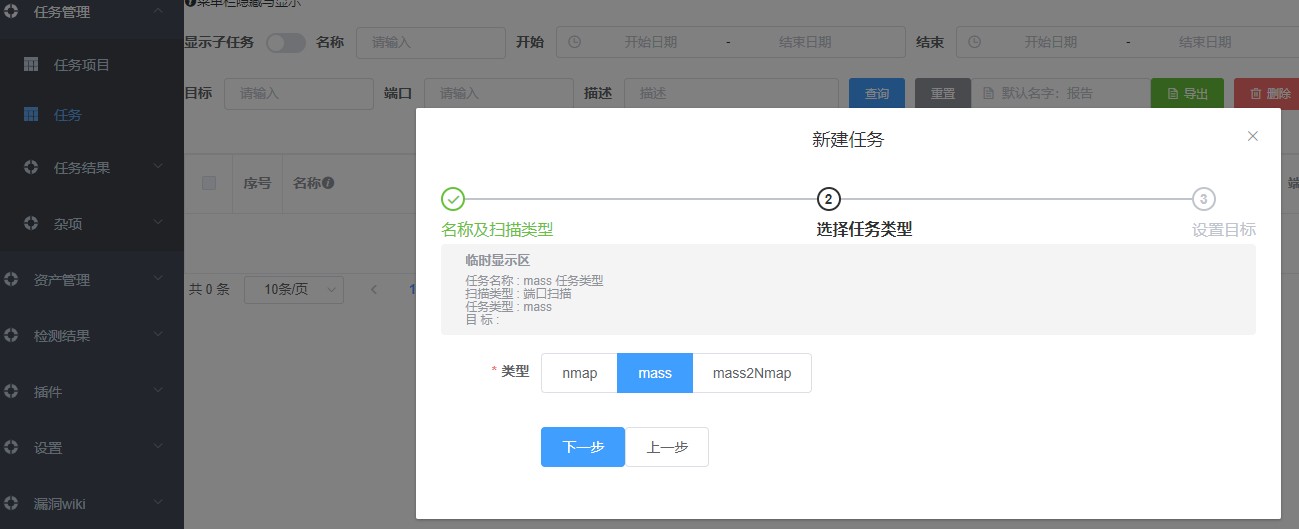 任务管理
菜单栏隐藏与显示
显示子任务 名称 请输入 开始 开始日期 - 结束日期 结束 开始日期 - 结束日期
任务项目
目标 请输入 端口 请输入 描述 描述 查询 重置 默认名字：报告 导出 删除
任务
新建任务
任务结果
序号 名称
端
2 3
杂项
名称及扫描类型 选择任务类型 设置目标
临时显示区
资产管理
任务名称 : mass 任务类型
共 0 条 10条/页 < 1
扫描类型 : 端口扫描
任务类型 : mass
目 标 :
检测结果
* 类型 nmap mass mass2Nmap
插件
设置
下一步 上一步
漏洞wiki